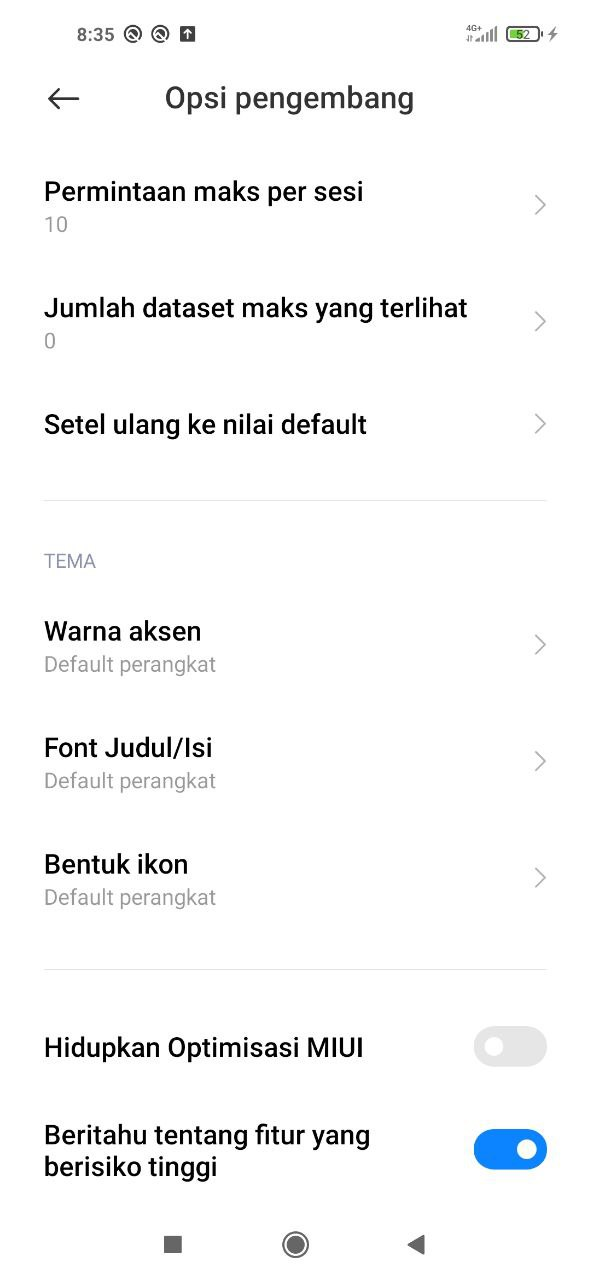 8:35
4G+
52
Opsi pengembang
Permintaan maks per sesi
10
Jumlah dataset maks yang terlihat
0
Setel ulang ke nilai default
TEMA
Warna aksen
Default perangkat
Font Judul/Isi
Default perangkat
Bentuk ikon
Default perangkat
Hidupkan Optimisasi MIUI
Beritahu tentang fitur yang
berisiko tinggi